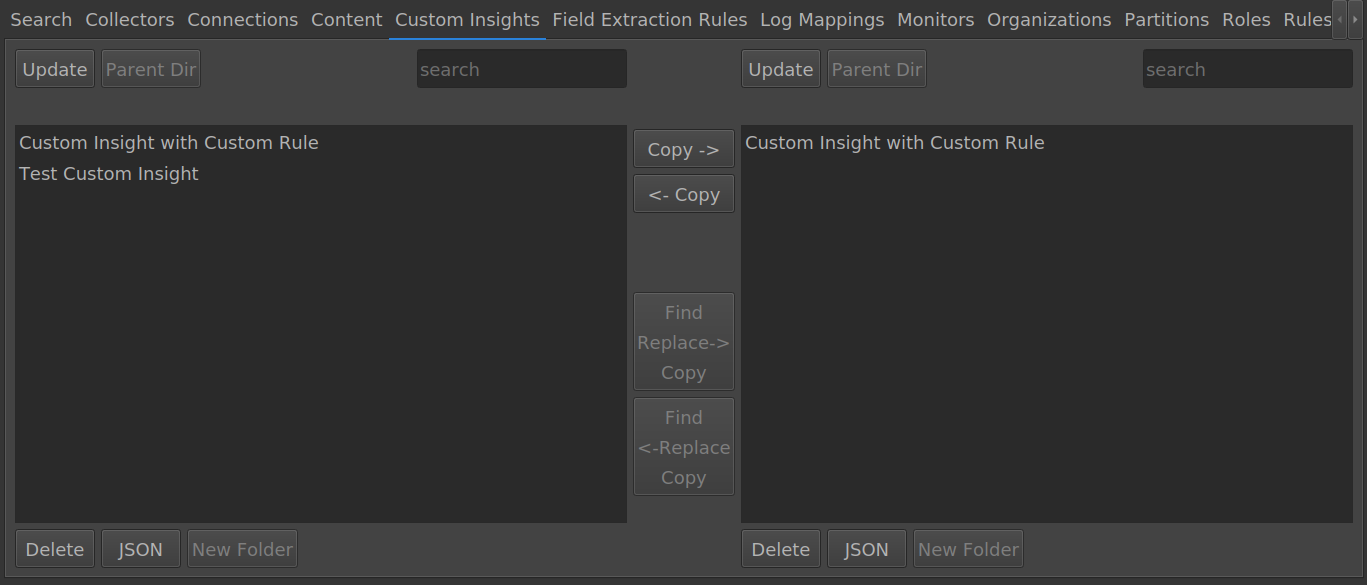 Search Collectors Connections Content Custom Insights Field Extraction Rules Log Mappings Monitors Organizations Partitions Roles Rules
Update Parent Dir search
Update Parent Dir search
Custom Insight with Custom Rule
Test Custom Insight
Copy ->
<- Copy
Find
Replace->
Copy
Find
<-Replace
Copy
Custom Insight with Custom Rule
Delete JSON New Folder
Delete JSON New Folder